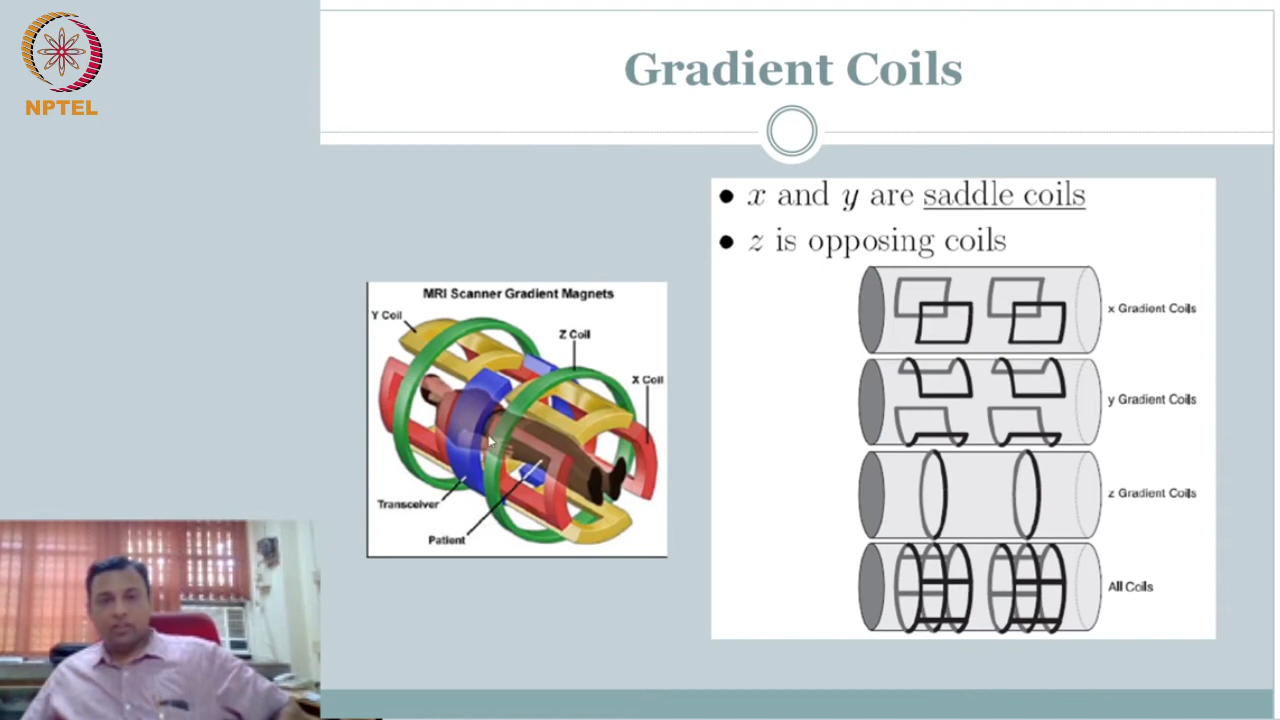 NPTEL
Gradient Coils
• x and y are saddle coils
• z is opposing coils
MRI Scanner Gradient Magnets
Y Coil
Z Coil
X Coil
Transceiver
Patient
x Gradient Coils
y Gradient Coils
z Gradient Coils
All Coils